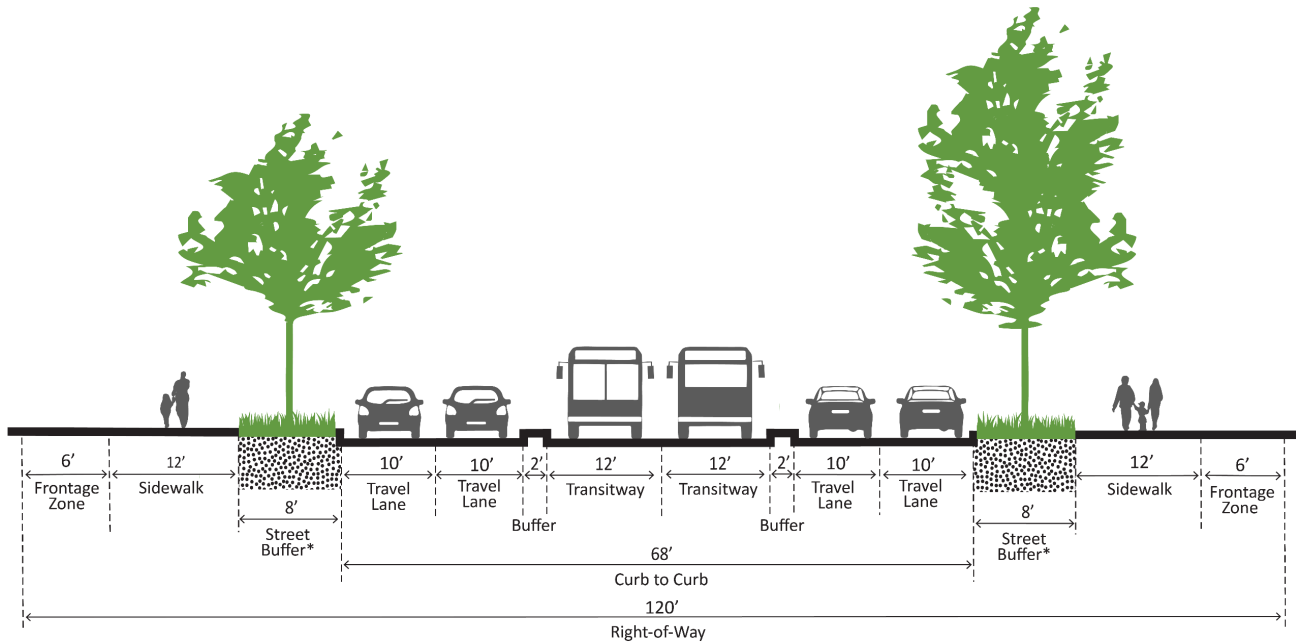 6’ 12’ 10’ 10’ 2’ 12’ 12’ 2’ 10’ 10’ 12’ 6’
Frontage Zone
Sidewalk
Travel Lane
Travel Lane
Transitway
Transitway
Travel Lane
Travel Lane
Sidewalk
Frontage Zone
8’
Street
Buffer*
Buffer
Buffer
8’
Street
Buffer*
68’
Curb to Curb
120’
Right-of-Way